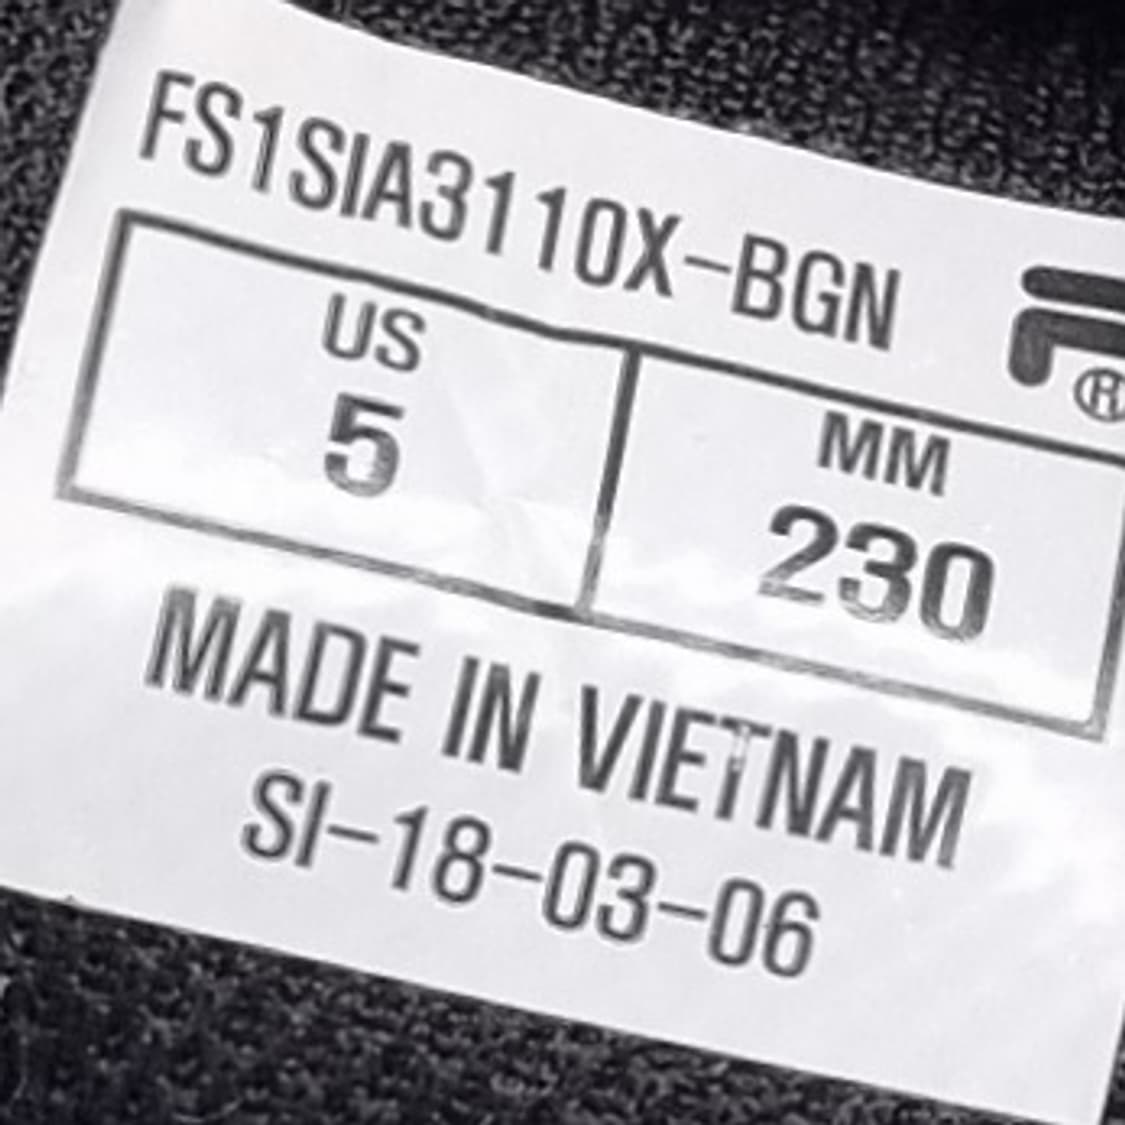 FS1SIA3110X-BGN
®
US MM
5 230
MADE IN VIETNAM
SI-18-03-06